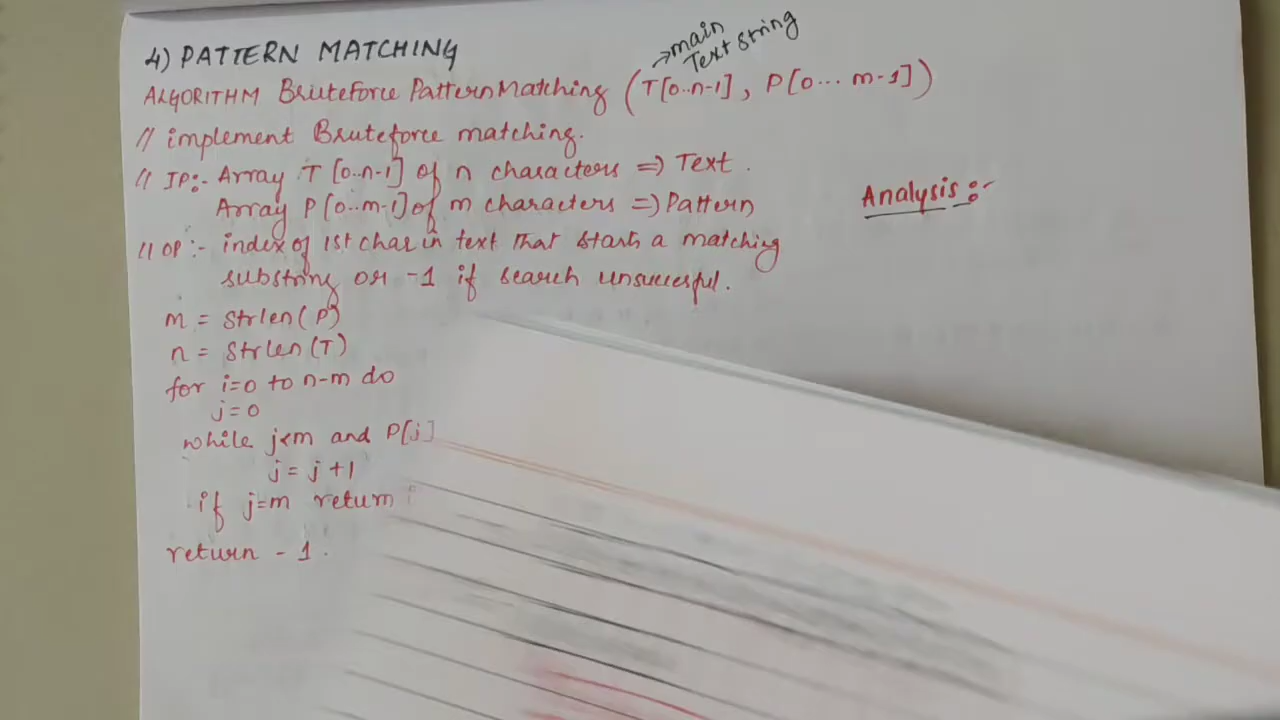 4) PATTERN MATCHING
→ main
Text string
ALGORITHM Bruteforce PatternMatching (T[0..n-1], P[0... m-1])
// implement Bruteforce matching.
// IP:- Array T [0..n-1] of n characters => Text.
Array P[0..m-1] of m characters => Pattern
Analysis :-
// OP :- index of 1st char in text that starts a matching
substring or -1 if search unsuccesful.
m = Strlen(P)
n = Strlen(T)
for i=0 to n-m do
j=0
while j<m and P[j]
j = j+1
if j=m return i
return -1.